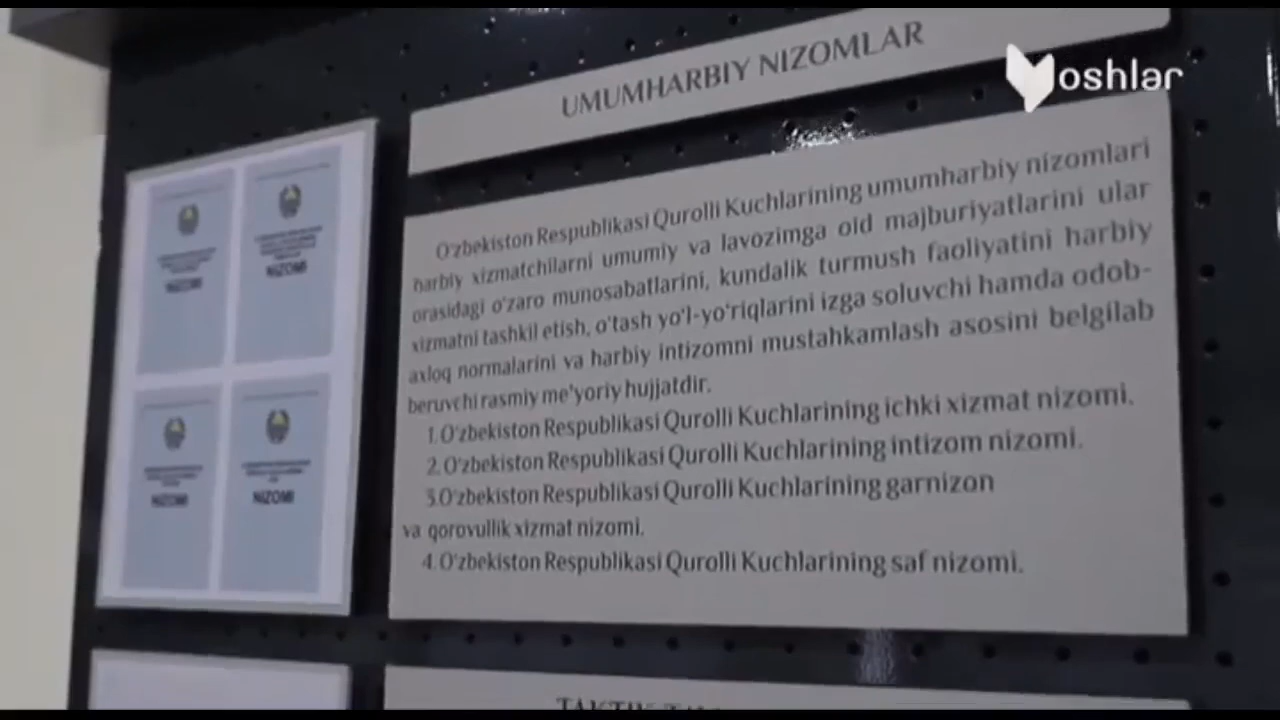 UMUMHARBIY NIZOMLAR
oshlar
O'zbekiston Respublikasi Qurolli Kuchlarining umumharbiy nizomlari
harbiy xizmatchilarni umumiy va lavozimga oid majburiyatlarini ular
orasidagi o'zaro munosabatlarini, kundalik turmush faoliyatini harbiy
xizmatni tashkil etish, o'tash yo'l-yo'riqlarini izga soluvchi hamda odob-
axloq normalarini va harbiy intizomni mustahkamlash asosini belgilab
beruvchi rasmiy me'yoriy hujjatdir.
1.O'zbekiston Respublikasi Qurolli Kuchlarining ichki xizmat nizomi.
2.O'zbekiston Respublikasi Qurolli Kuchlarining intizom nizomi.
3.O'zbekiston Respublikasi Qurolli Kuchlarining garnizon
va qorovullik xizmat nizomi.
4.O'zbekiston Respublikasi Qurolli Kuchlarining saf nizomi.
NIZOMI
NIZOMI
NIZOMI
NIZOMI